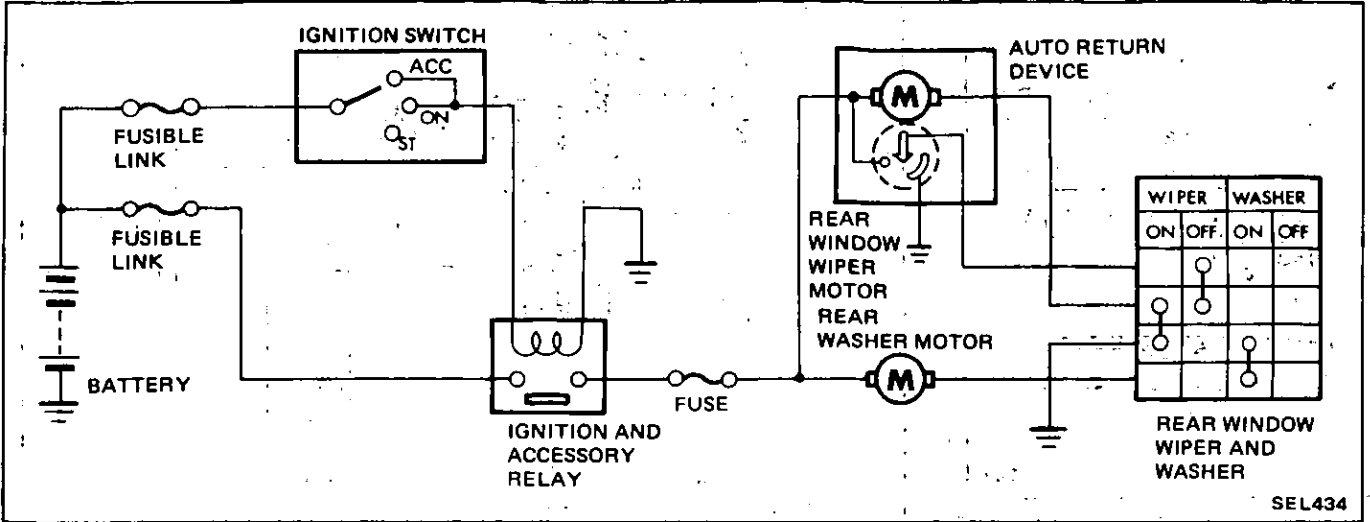 IGNITION SWITCH
ACC
ON
ST
FUSIBLE
LINK
FUSIBLE
LINK
BATTERY
IGNITION AND
ACCESSORY
RELAY
FUSE
AUTO RETURN
DEVICE
M
REAR
WINDOW
WIPER
MOTOR
REAR
WASHER MOTOR
M
WIPER WASHER
ON OFF ON OFF
REAR WINDOW
WIPER AND
WASHER
SEL434